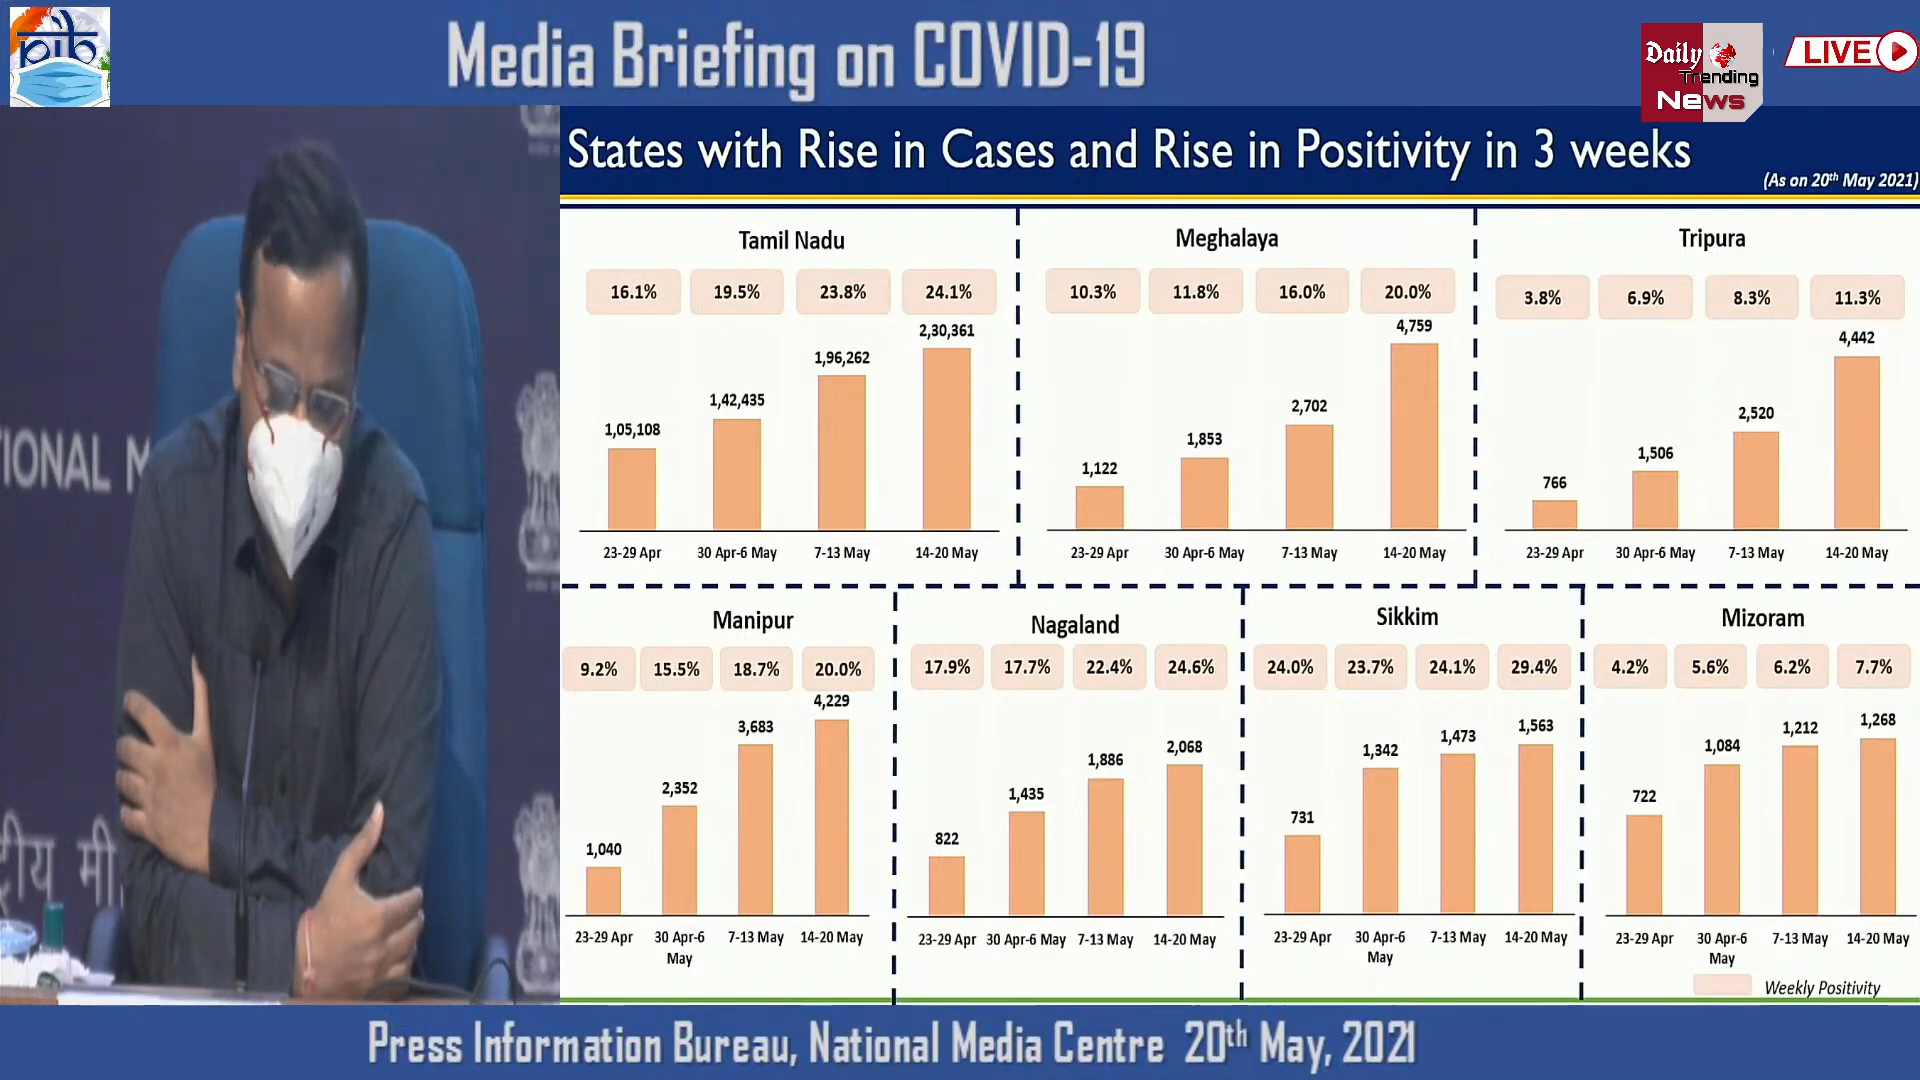 pib
Media Briefing on COVID-19
Daily
Trending
News
LIVE
States with Rise in Cases and Rise in Positivity in 3 weeks
(As on 20th May 2021)
Tamil Nadu
16.1% 19.5% 23.8% 24.1%
1,05,108 1,42,435 1,96,262 2,30,361
23-29 Apr 30 Apr-6 May 7-13 May 14-20 May
Meghalaya
10.3% 11.8% 16.0% 20.0%
1,122 1,853 2,702 4,759
23-29 Apr 30 Apr-6 May 7-13 May 14-20 May
Tripura
3.8% 6.9% 8.3% 11.3%
766 1,506 2,520 4,442
23-29 Apr 30 Apr-6 May 7-13 May 14-20 May
Manipur
9.2% 15.5% 18.7% 20.0%
1,040 2,352 3,683 4,229
23-29 Apr 30 Apr-6 May 7-13 May 14-20 May
Nagaland
17.9% 17.7% 22.4% 24.6%
822 1,435 1,886 2,068
23-29 Apr 30 Apr-6 May 7-13 May 14-20 May
Sikkim
24.0% 23.7% 24.1% 29.4%
731 1,342 1,473 1,563
23-29 Apr 30 Apr-6 May 7-13 May 14-20 May
Mizoram
4.2% 5.6% 6.2% 7.7%
722 1,084 1,212 1,268
23-29 Apr 30 Apr-6 May 7-13 May 14-20 May
Weekly Positivity
TIONAL M
ट्रीय मी
Press Information Bureau, National Media Centre 20th May, 2021